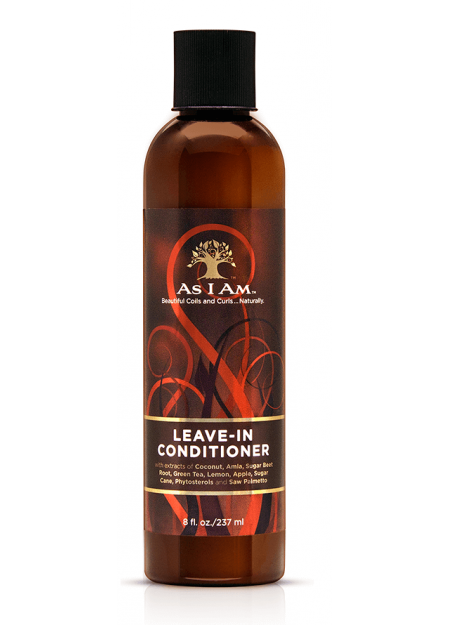 AS I AM™
Beautiful Coils and Curls...Naturally.
LEAVE-IN
CONDITIONER
with extracts of Coconut, Amla, Sugar Beet
Root, Green Tea, Lemon, Apple, Sugar
Cane, Phytosterols and Saw Palmetto
8 fl. oz./237 ml